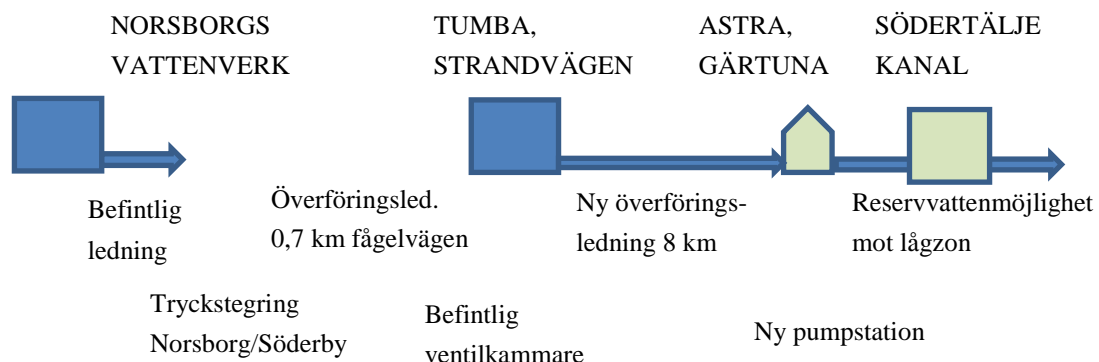 NORSBORGS
VATTENVERK
TUMBA,
STRANDVÄGEN
ASTRA,
GÄRTUNA
SÖDERTÄLJE
KANAL
Befintlig
ledning
Överföringsled.
0,7 km fågelvägen
Ny överförings-
ledning 8 km
Reservvattenmöjlighet
mot lågzon
Tryckstegring
Norsborg/Söderby
Befintlig
ventilkammare
Ny pumpstation